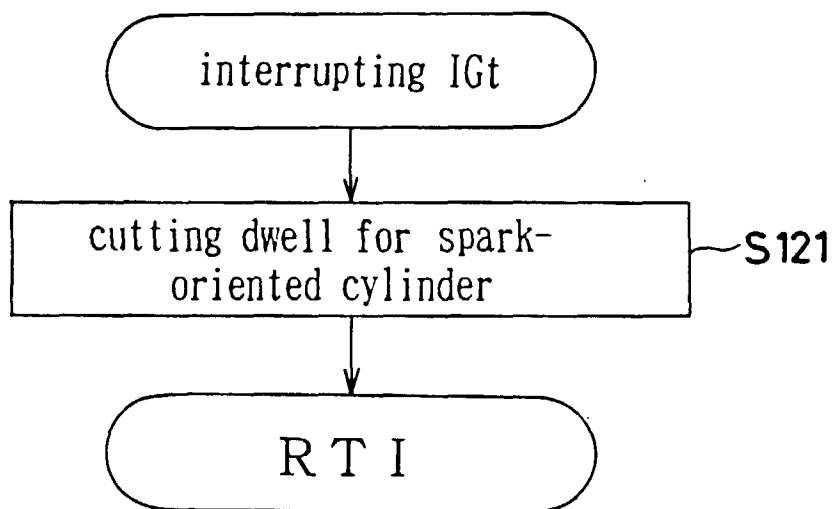 interrupting IGt
cutting dwell for spark-
oriented cylinder
S121
RTI